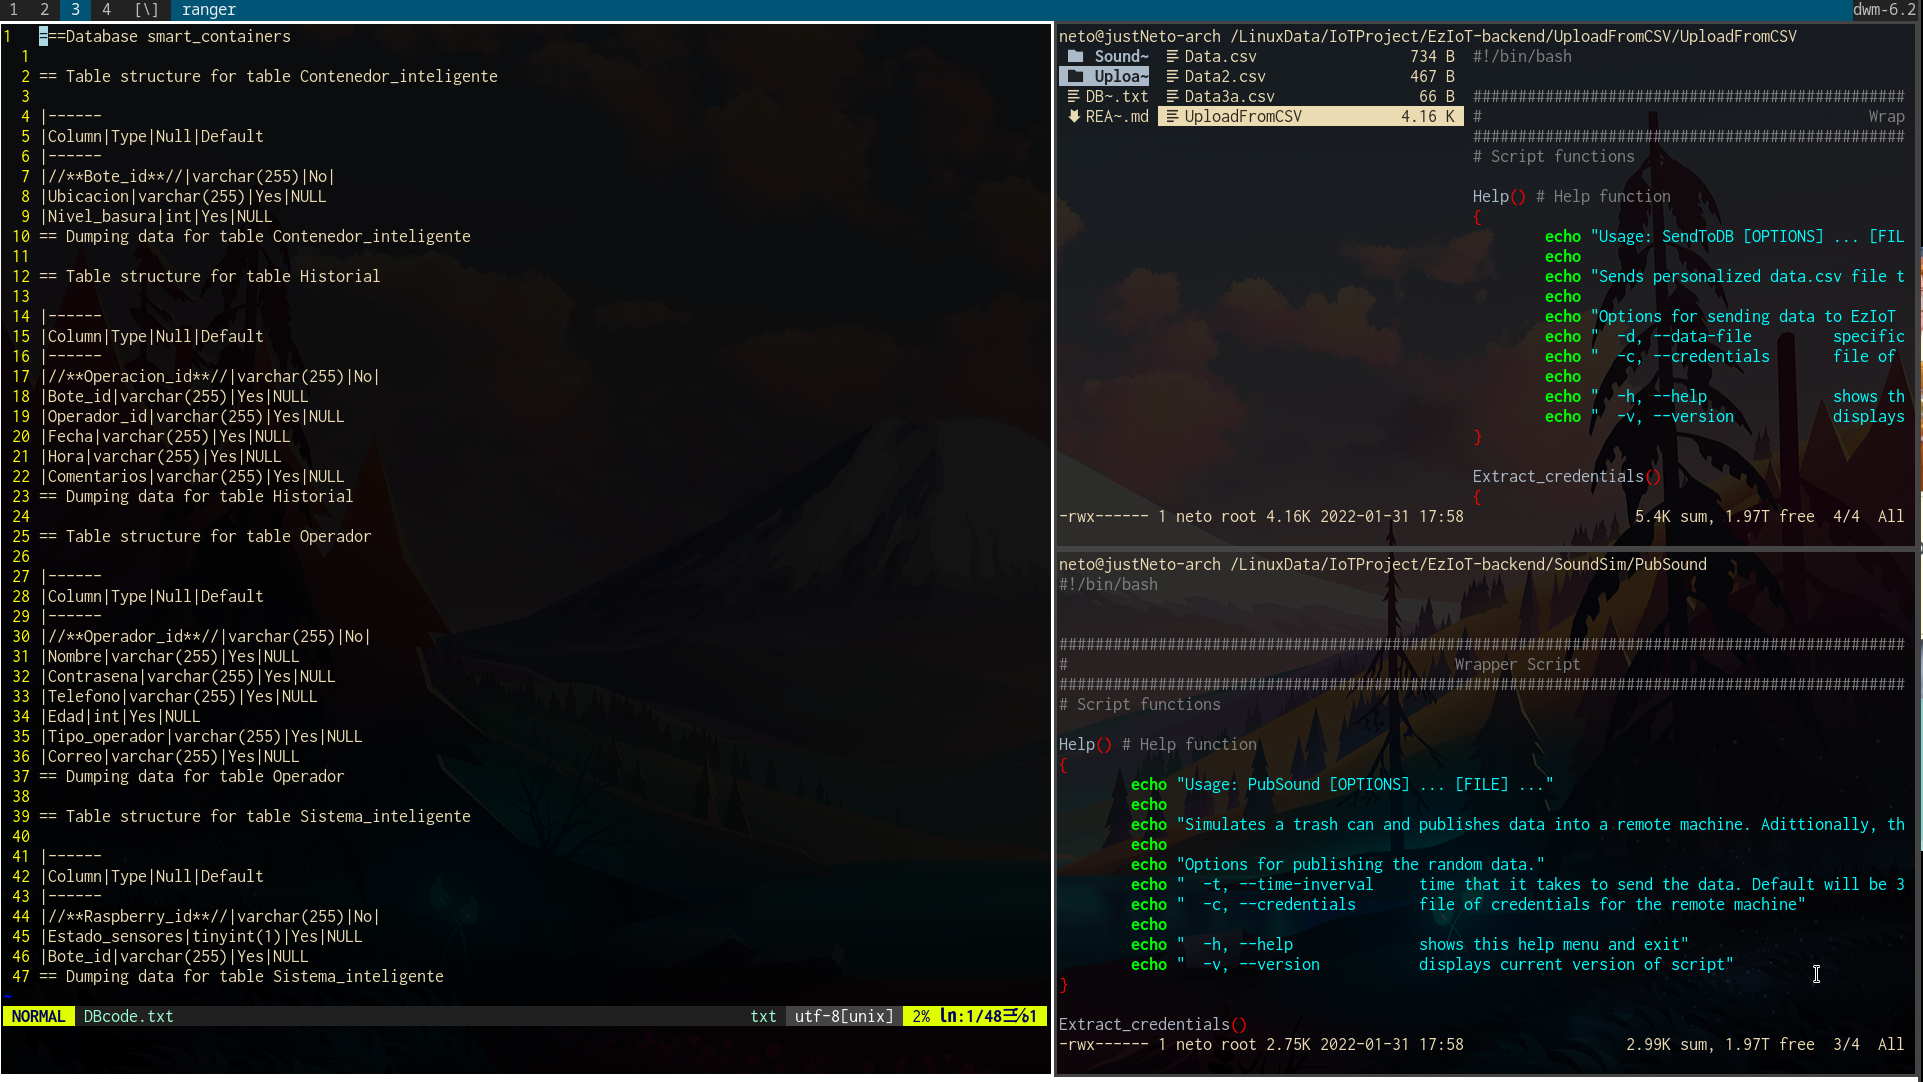 1 2 3 4 [\] ranger dwm-6.2
1 ===Database smart_containers
1
2 == Table structure for table Contenedor_inteligente
3
4 |------
5 |Column|Type|Null|Default
6 |------
7 |//**Bote_id**//|varchar(255)|No|
8 |Ubicacion|varchar(255)|Yes|NULL
9 |Nivel_basura|int|Yes|NULL
10 == Dumping data for table Contenedor_inteligente
11
12 == Table structure for table Historial
13
14 |------
15 |Column|Type|Null|Default
16 |------
17 |//**Operacion_id**//|varchar(255)|No|
18 |Bote_id|varchar(255)|Yes|NULL
19 |Operador_id|varchar(255)|Yes|NULL
20 |Fecha|varchar(255)|Yes|NULL
21 |Hora|varchar(255)|Yes|NULL
22 |Comentarios|varchar(255)|Yes|NULL
23 == Dumping data for table Historial
24
25 == Table structure for table Operador
26
27 |------
28 |Column|Type|Null|Default
29 |------
30 |//**Operador_id**//|varchar(255)|No|
31 |Nombre|varchar(255)|Yes|NULL
32 |Contrasena|varchar(255)|Yes|NULL
33 |Telefono|varchar(255)|Yes|NULL
34 |Edad|int|Yes|NULL
35 |Tipo_operador|varchar(255)|Yes|NULL
36 |Correo|varchar(255)|Yes|NULL
37 == Dumping data for table Operador
38
39 == Table structure for table Sistema_inteligente
40
41 |------
42 |Column|Type|Null|Default
43 |------
44 |//**Raspberry_id**//|varchar(255)|No|
45 |Estado_sensores|tinyint(1)|Yes|NULL
46 |Bote_id|varchar(255)|Yes|NULL
47 == Dumping data for table Sistema_inteligente
~
NORMAL DBcode.txt txt utf-8[unix] 2% ln:1/48☰℅1
neto@justNeto-arch /LinuxData/IoTProject/EzIoT-backend/UploadFromCSV/UploadFromCSV
Sound~ Data.csv 734 B
Uploa~ Data2.csv 467 B
DB~.txt Data3a.csv 66 B
REA~.md UploadFromCSV 4.16 K
#!/bin/bash
################################################
# Wrap
################################################
# Script functions
Help() # Help function
{
echo "Usage: SendToDB [OPTIONS] ... [FIL
echo
echo "Sends personalized data.csv file t
echo
echo "Options for sending data to EzIoT
echo " -d, --data-file specific
echo " -c, --credentials file of
echo
echo " -h, --help shows th
echo " -v, --version displays
}
Extract_credentials()
{
-rwx------ 1 neto root 4.16K 2022-01-31 17:58 5.4K sum, 1.97T free 4/4 All
neto@justNeto-arch /LinuxData/IoTProject/EzIoT-backend/SoundSim/PubSound
#!/bin/bash
##############################################################################################
# Wrapper Script
##############################################################################################
# Script functions
Help() # Help function
{
echo "Usage: PubSound [OPTIONS] ... [FILE] ..."
echo
echo "Simulates a trash can and publishes data into a remote machine. Adittionally, th
echo
echo "Options for publishing the random data."
echo " -t, --time-inverval time that it takes to send the data. Default will be 3
echo " -c, --credentials file of credentials for the remote machine"
echo
echo " -h, --help shows this help menu and exit"
echo " -v, --version displays current version of script"
}
Extract_credentials()
-rwx------ 1 neto root 2.75K 2022-01-31 17:58 2.99K sum, 1.97T free 3/4 All